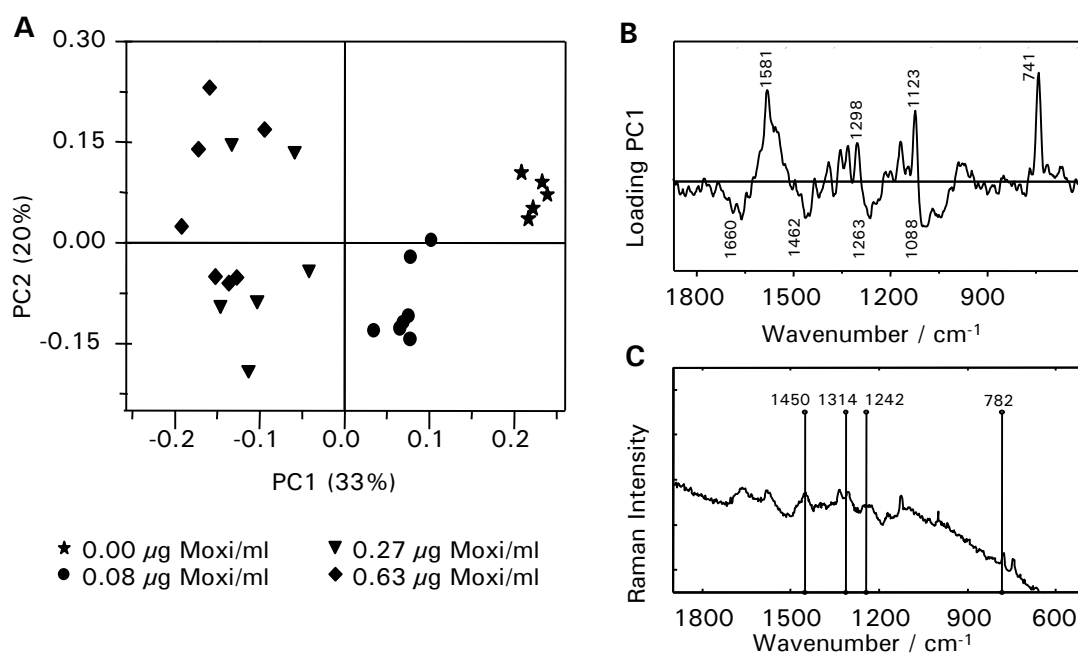 A
0.30
0.15
0.00
-0.15
PC2 (20%)
-0.2 -0.1 0.0 0.1 0.2
PC1 (33%)
0.00 µg Moxi/ml
0.08 µg Moxi/ml
0.27 µg Moxi/ml
0.63 µg Moxi/ml
B
Loading PC1
1581
1298
1123
741
1660
1462
1263
1088
1800 1500 1200 900
Wavenumber / cm-1
C
Raman Intensity
1450 1314 1242 782
1800 1500 1200 900 600
Wavenumber / cm-1